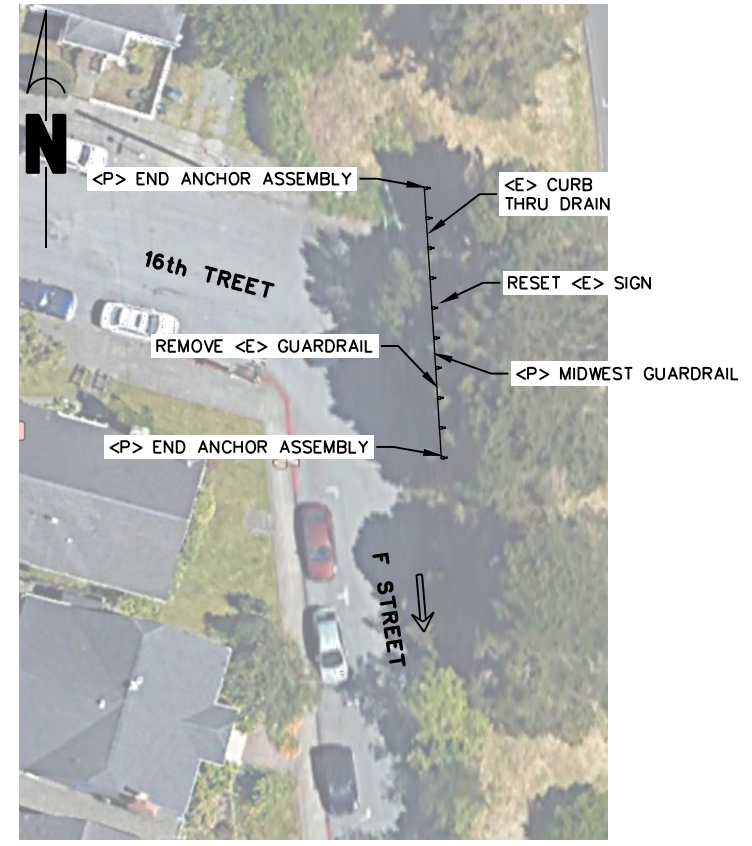 N
<P> END ANCHOR ASSEMBLY
<E> CURB
THRU DRAIN
16th TREET
RESET <E> SIGN
REMOVE <E> GUARDRAIL
<P> MIDWEST GUARDRAIL
<P> END ANCHOR ASSEMBLY
F STREET